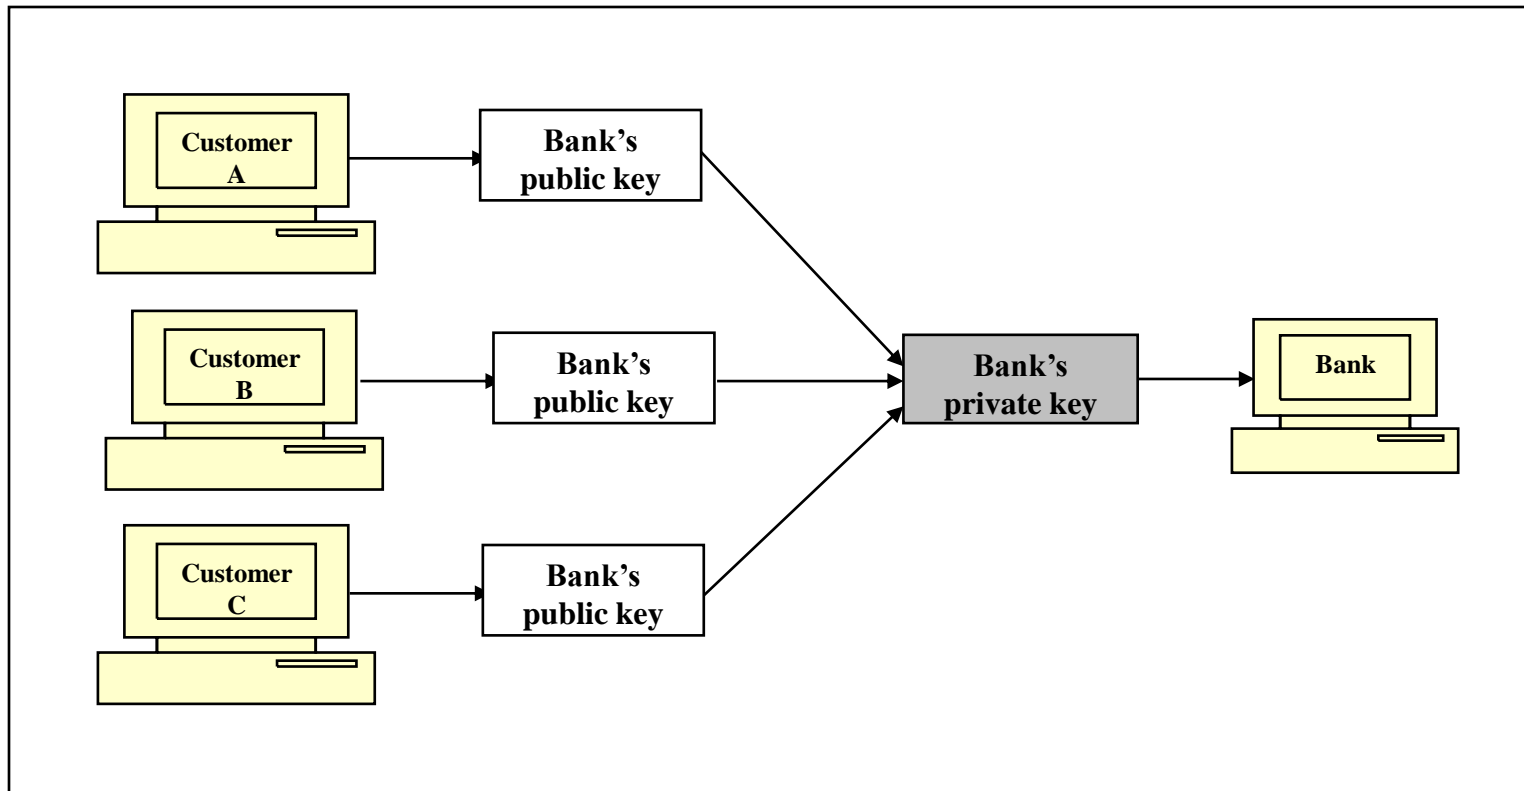 Customer
A
Bank’s
public key
Customer
B
Bank’s
public key
Bank’s
private key
Bank
Customer
C
Bank’s
public key